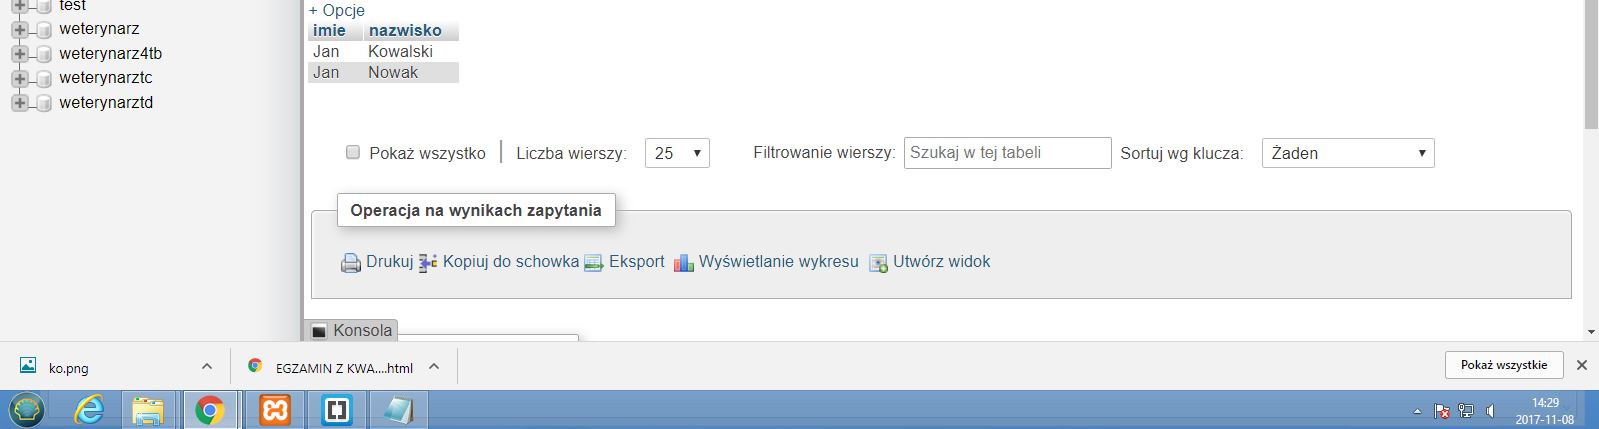 test
weterynarz
weterynarz4tb
weterynarztc
weterynarztd
+ Opcje
imie nazwisko
Jan Kowalski
Jan Nowak
Pokaż wszystko | Liczba wierszy: 25 Filtrowanie wierszy: Szukaj w tej tabeli Sortuj wg klucza: Żaden
Operacja na wynikach zapytania
Drukuj Kopiuj do schowka Eksport Wyświetlanie wykresu Utwórz widok
Konsola
ko.png EGZAMIN Z KWA....html Pokaż wszystkie
14:29
2017-11-08